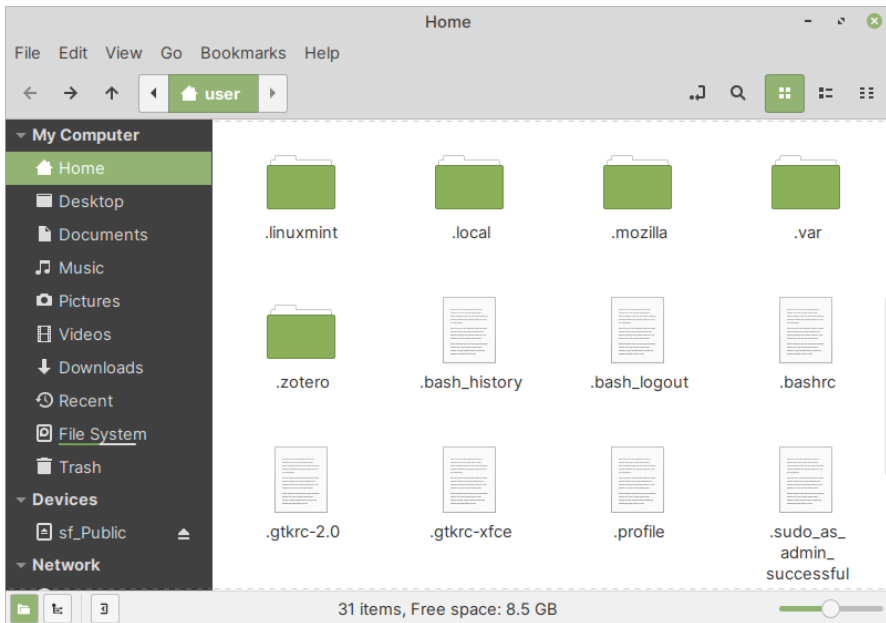 Home
File Edit View Go Bookmarks Help
user
My Computer
Home
Desktop
Documents
Music
Pictures
Videos
Downloads
Recent
File System
Trash
Devices
sf_Public
Network
.linuxmint .local .mozilla .var
.zotero .bash_history .bash_logout .bashrc
.gtkrc-2.0 .gtkrc-xfce .profile .sudo_as_
admin_
successful
31 items, Free space: 8.5 GB